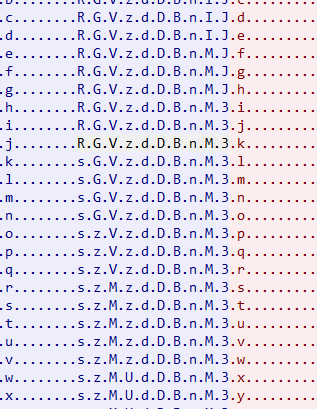 .c........R.G.V.z.d.D.B.n.I.J.d.........
.d........R.G.V.z.d.D.B.n.I.J.e.........
.e........R.G.V.z.d.D.B.n.M.J.f.........
.f........R.G.V.z.d.D.B.n.M.J.g.........
.g........R.G.V.z.d.D.B.n.M.J.h.........
.h........R.G.V.z.d.D.B.n.M.3.i.........
.i........R.G.V.z.d.D.B.n.M.3.j.........
.j........R.G.V.z.d.D.B.n.M.3.k.........
.k........s.G.V.z.d.D.B.n.M.3.l.........
.l........s.G.V.z.d.D.B.n.M.3.m.........
.m........s.G.V.z.d.D.B.n.M.3.n.........
.n........s.G.V.z.d.D.B.n.M.3.o.........
.o........s.z.V.z.d.D.B.n.M.3.p.........
.p........s.z.V.z.d.D.B.n.M.3.q.........
.q........s.z.V.z.d.D.B.n.M.3.r.........
.r........s.z.M.z.d.D.B.n.M.3.s.........
.s........s.z.M.z.d.D.B.n.M.3.t.........
.t........s.z.M.z.d.D.B.n.M.3.u.........
.u........s.z.M.z.d.D.B.n.M.3.v.........
.v........s.z.M.z.d.D.B.n.M.3.w.........
.w........s.z.M.U.d.D.B.n.M.3.x.........
.x........s.z.M.U.d.D.B.n.M.3.y.........